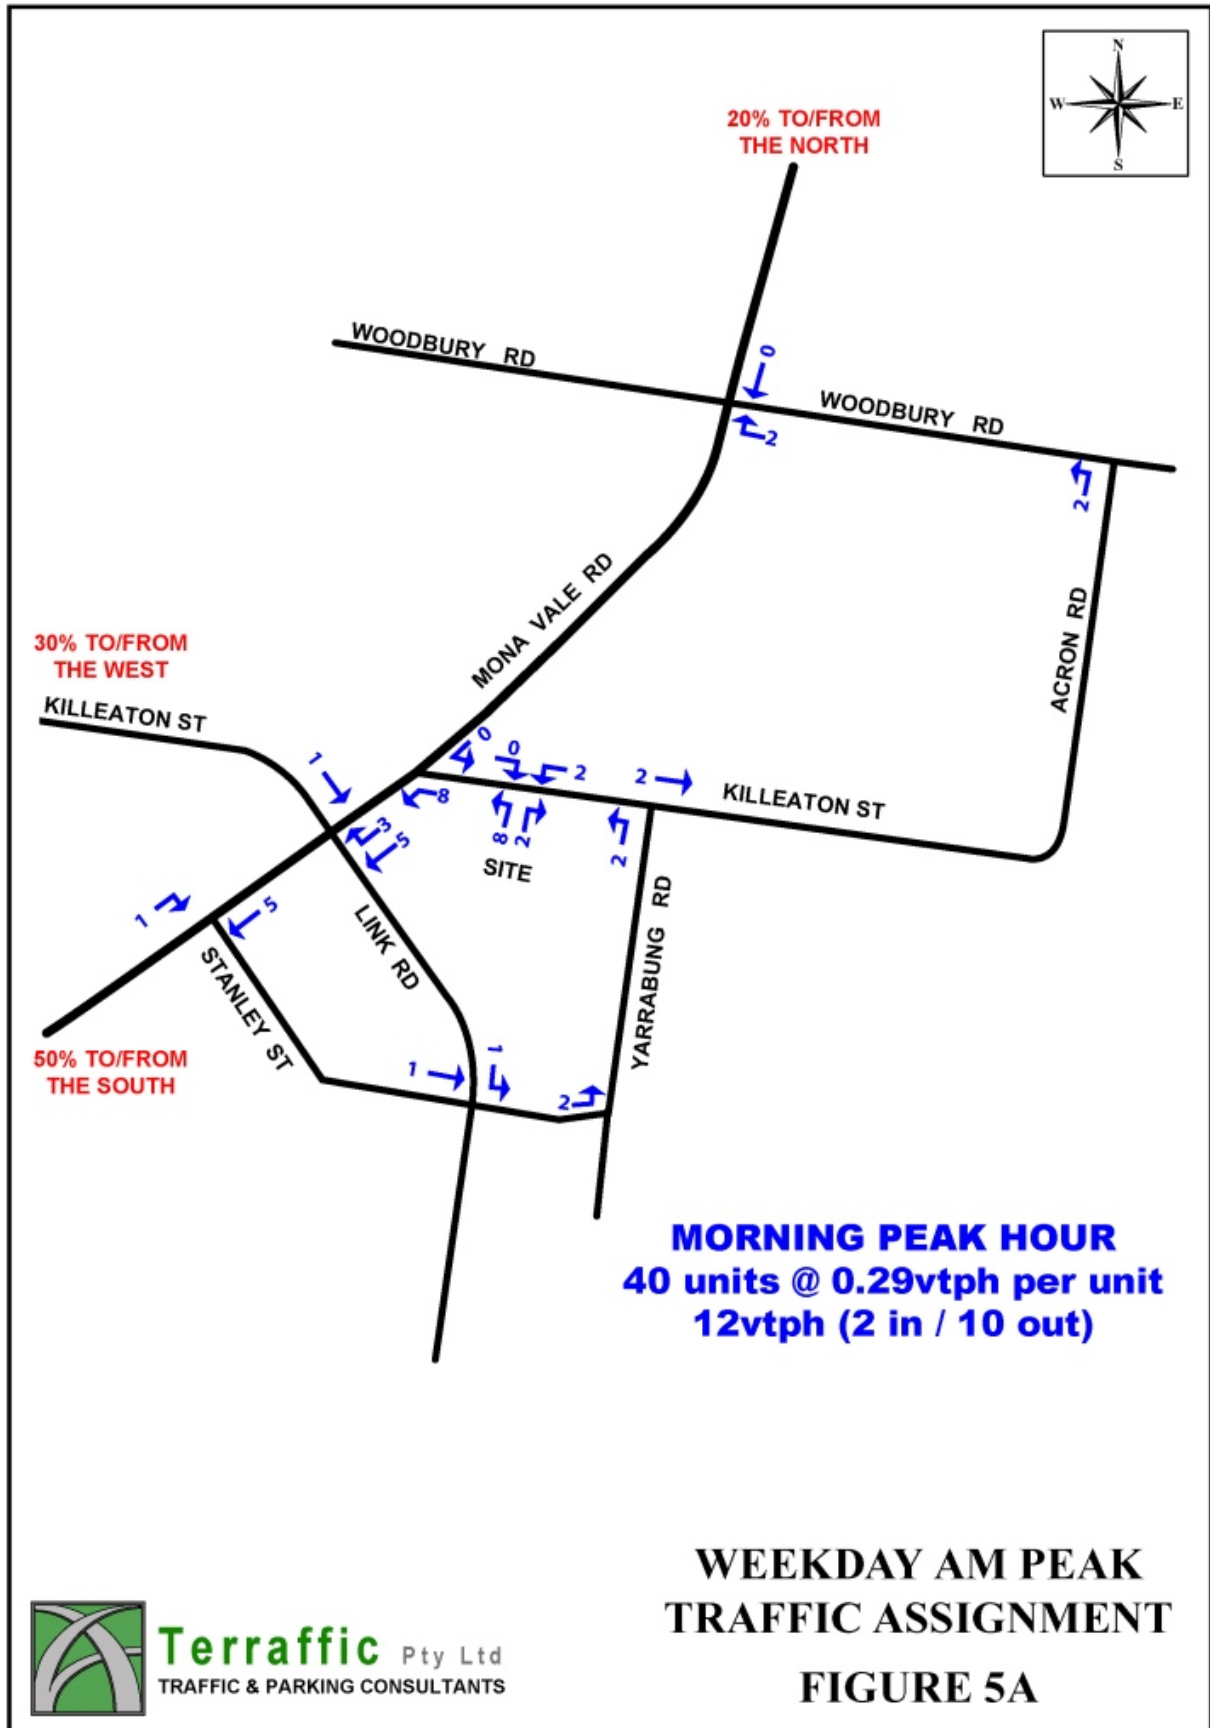 N
W
E
S
20% TO/FROM
THE NORTH
WOODBURY RD
0
WOODBURY RD
2
2
MONA VALE RD
ACRON RD
30% TO/FROM
THE WEST
KILLEATON ST
1
0
0
2
2
KILLEATON ST
8
3
5
8
2
2
SITE
1
5
LINK RD
YARRABUNG RD
STANLEY ST
50% TO/FROM
THE SOUTH
1
1
2
MORNING PEAK HOUR
40 units @ 0.29vtph per unit
12vtph (2 in / 10 out)
WEEKDAY AM PEAK
TRAFFIC ASSIGNMENT
FIGURE 5A
Terraffic Pty Ltd
TRAFFIC & PARKING CONSULTANTS